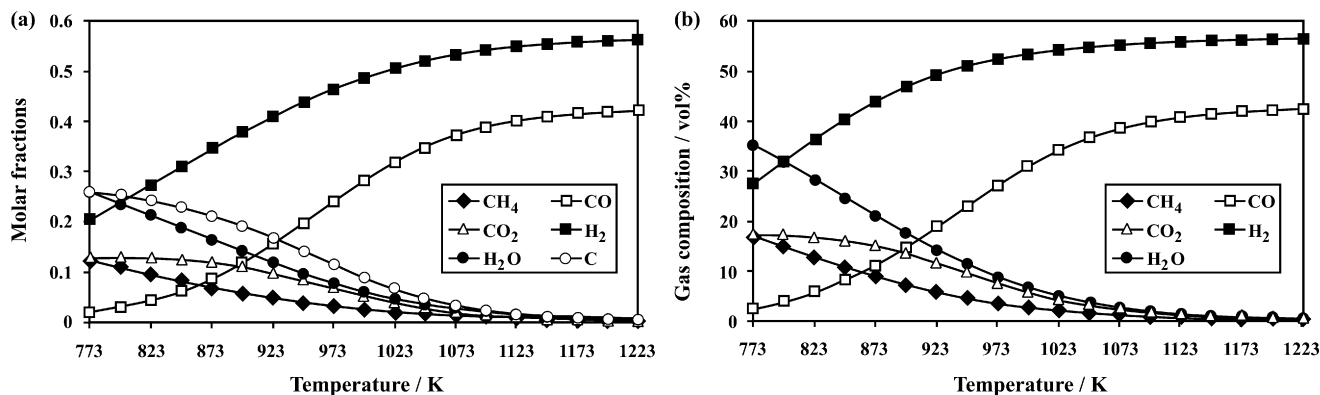 (a)
Molar fractions
0.6
0.5
0.4
0.3
0.2
0.1
0
CH4 CO
CO2 H2
H2O C
773 823 873 923 973 1023 1073 1123 1173 1223
Temperature / K
(b)
Gas composition / vol%
60
50
40
30
20
10
0
CH4 CO
CO2 H2
H2O
773 823 873 923 973 1023 1073 1123 1173 1223
Temperature / K